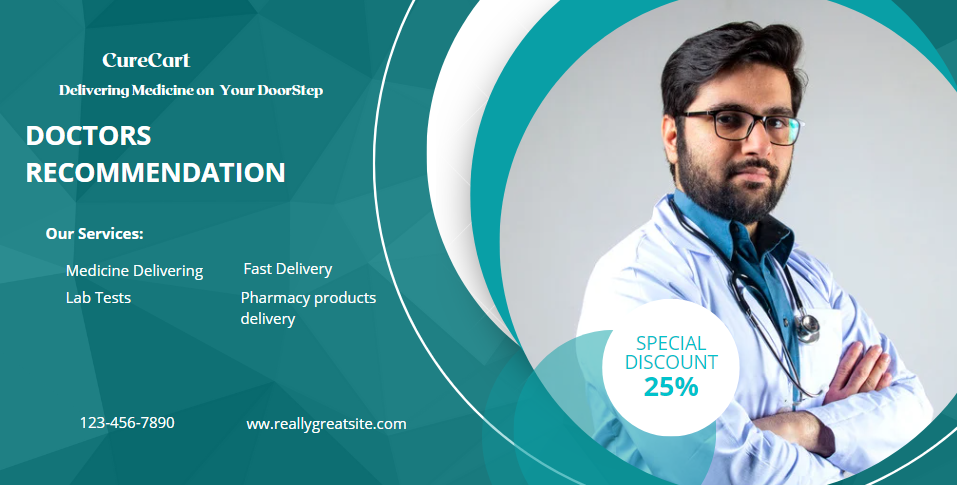 CureCart
Delivering Medicine on Your DoorStep
DOCTORS
RECOMMENDATION
Our Services:
Medicine Delivering
Fast Delivery
Lab Tests
Pharmacy products
delivery
SPECIAL
DISCOUNT
25%
123-456-7890
ww.reallygreatsite.com